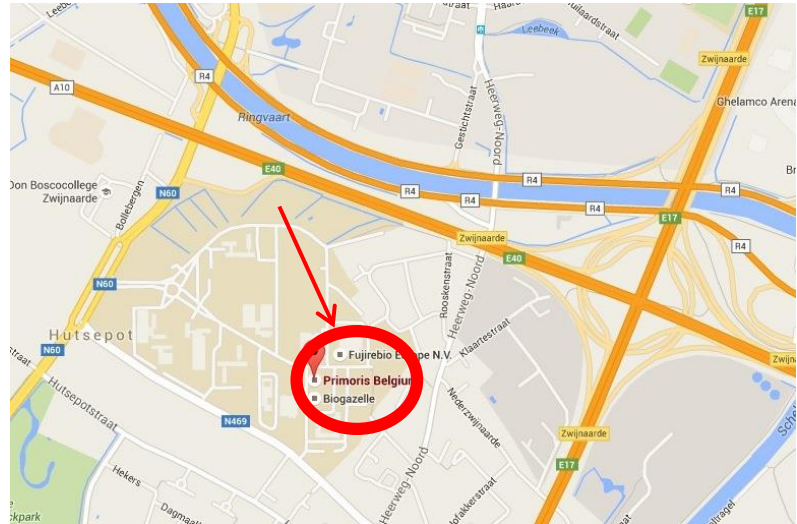 E17
Leebeek
Zwijnaarde
R4
A10
Ringvaart
Gestichtstraat
Heerweg-Noord
Ghelamco Arena
E40
Don Boscocollege
Zwijnaarde
N60
Bollebergen
R4
R4
R4
R4
R4
E17
R4
Zwijnaarde
E40
Rooskenstraat
Heerweg-Noord
N60
Hutsepot
N60
Klaartestraat
Fujirebio Europe N.V.
Primoris Belgium
Biogazelle
Hutsepotstraat
N469
Nederzwijnaarde
Zwijnaarde
E17
Heerweg-Noord
Hekers